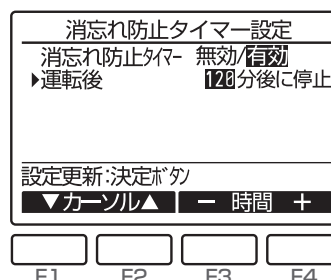 消忘れ防止タイマー設定
消忘れ防止ﾀｲﾏｰ 無効/有効
▶運転後 120分後に停止
設定更新:決定ﾎﾞﾀﾝ
▼カーソル▲ − 時間 +
F1 F2 F3 F4